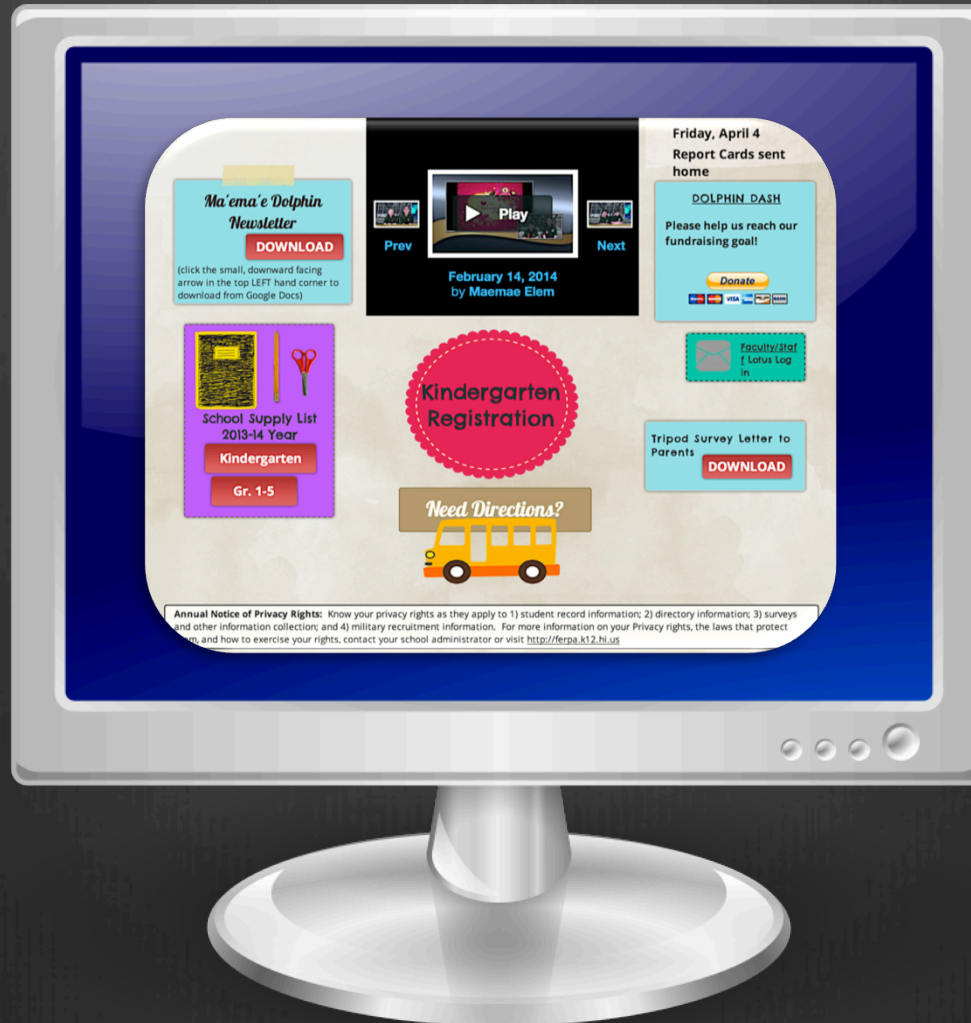 Ma'ema'e Dolphin
Newsletter
DOWNLOAD
(click the small, downward facing
arrow in the top LEFT hand corner to
download from Google Docs)
School Supply List
2013-14 Year
Kindergarten
Gr. 1-5
Play
Prev
Next
February 14, 2014
by Maemae Elem
Kindergarten
Registration
Need Directions?
Friday, April 4
Report Cards sent
home
DOLPHIN DASH
Please help us reach our
fundraising goal!
Donate
VISA
Faculty/Staf
f Lotus Log
in
Tripod Survey Letter to
Parents
DOWNLOAD
Annual Notice of Privacy Rights: Know your privacy rights as they apply to 1) student record information; 2) directory information; 3) surveys
and other information collection; and 4) military recruitment information. For more information on your Privacy rights, the laws that protect
, and how to exercise your rights, contact your school administrator or visit http://ferpa.k12.hi.us